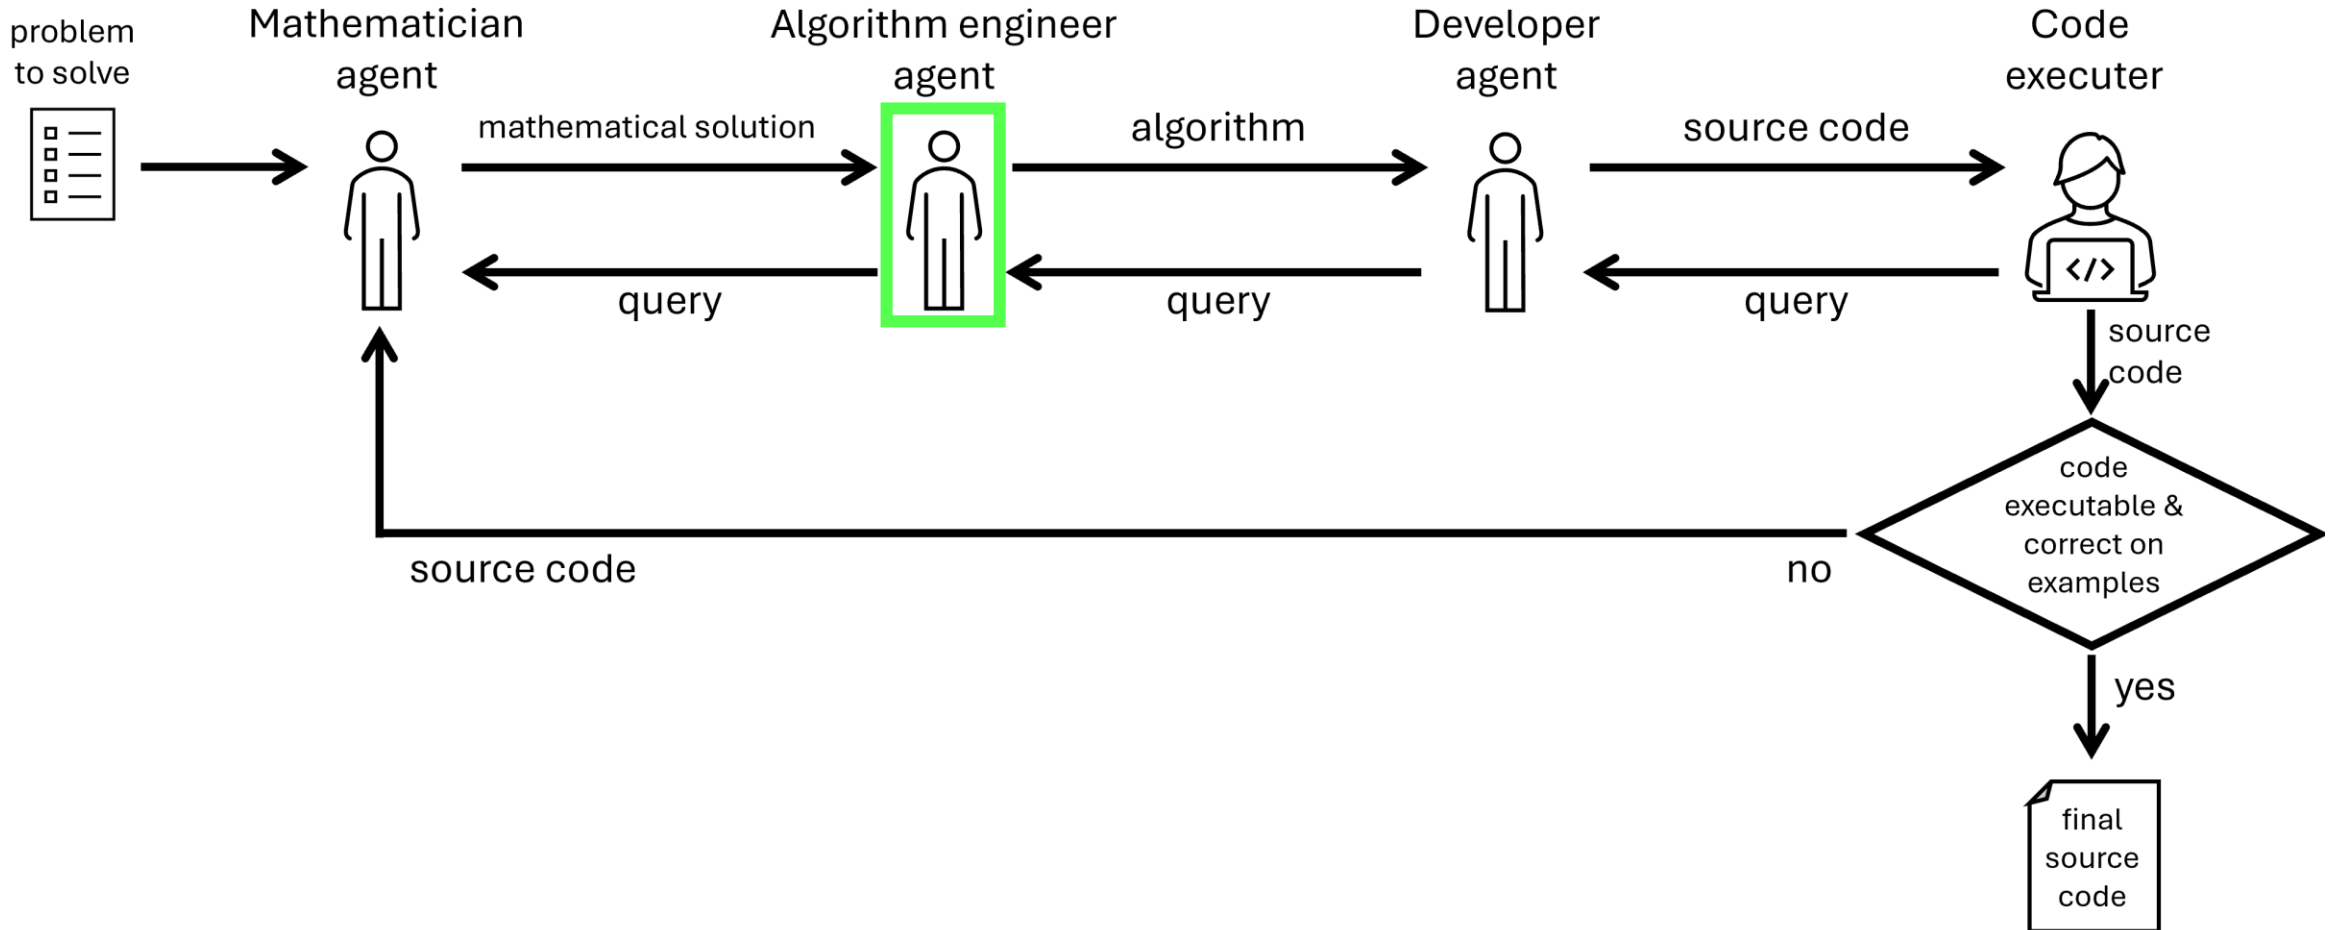 problem
to solve
Mathematician
agent
Algorithm engineer
agent
Developer
agent
Code
executer
mathematical solution
algorithm
source code
</>
query
query
query
source
code
code
executable &
correct on
examples
no
source code
yes
final
source
code